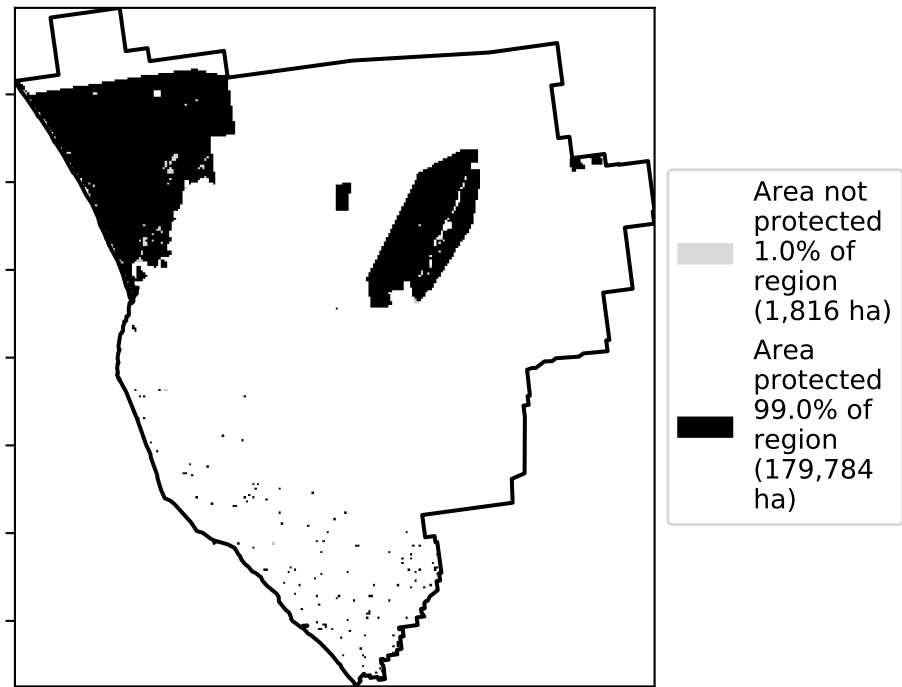 Area not
protected
1.0% of
region
(1,816 ha)
Area
protected
99.0% of
region
(179,784
ha)